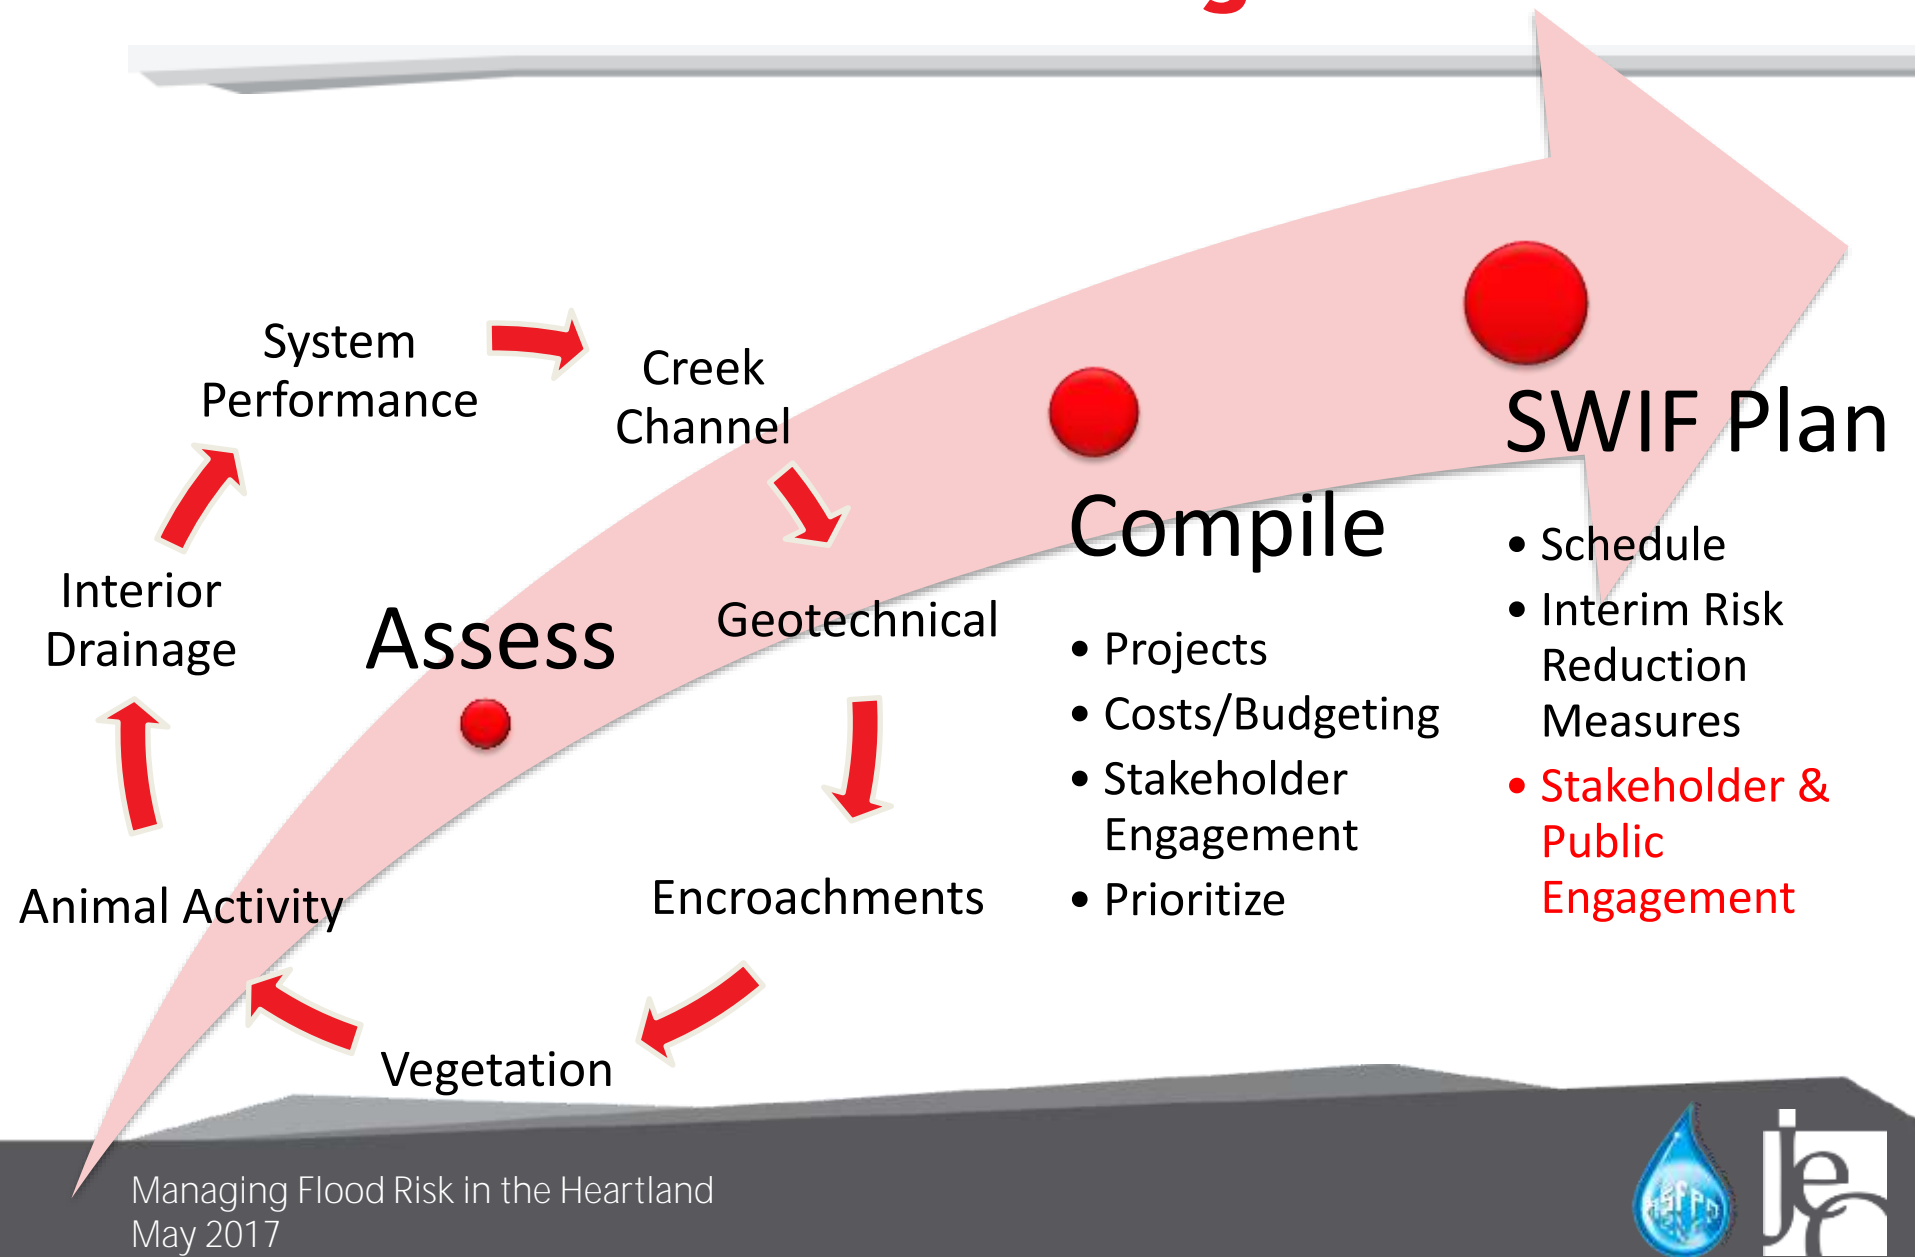 System
Performance
Creek
Channel
Interior
Drainage
Assess
Geotechnical
Animal Activity
Encroachments
Vegetation
Compile
• Projects
• Costs/Budgeting
• Stakeholder
Engagement
• Prioritize
SWIF Plan
• Schedule
• Interim Risk
Reduction
Measures
• Stakeholder &
Public
Engagement
Managing Flood Risk in the Heartland
May 2017
jeo